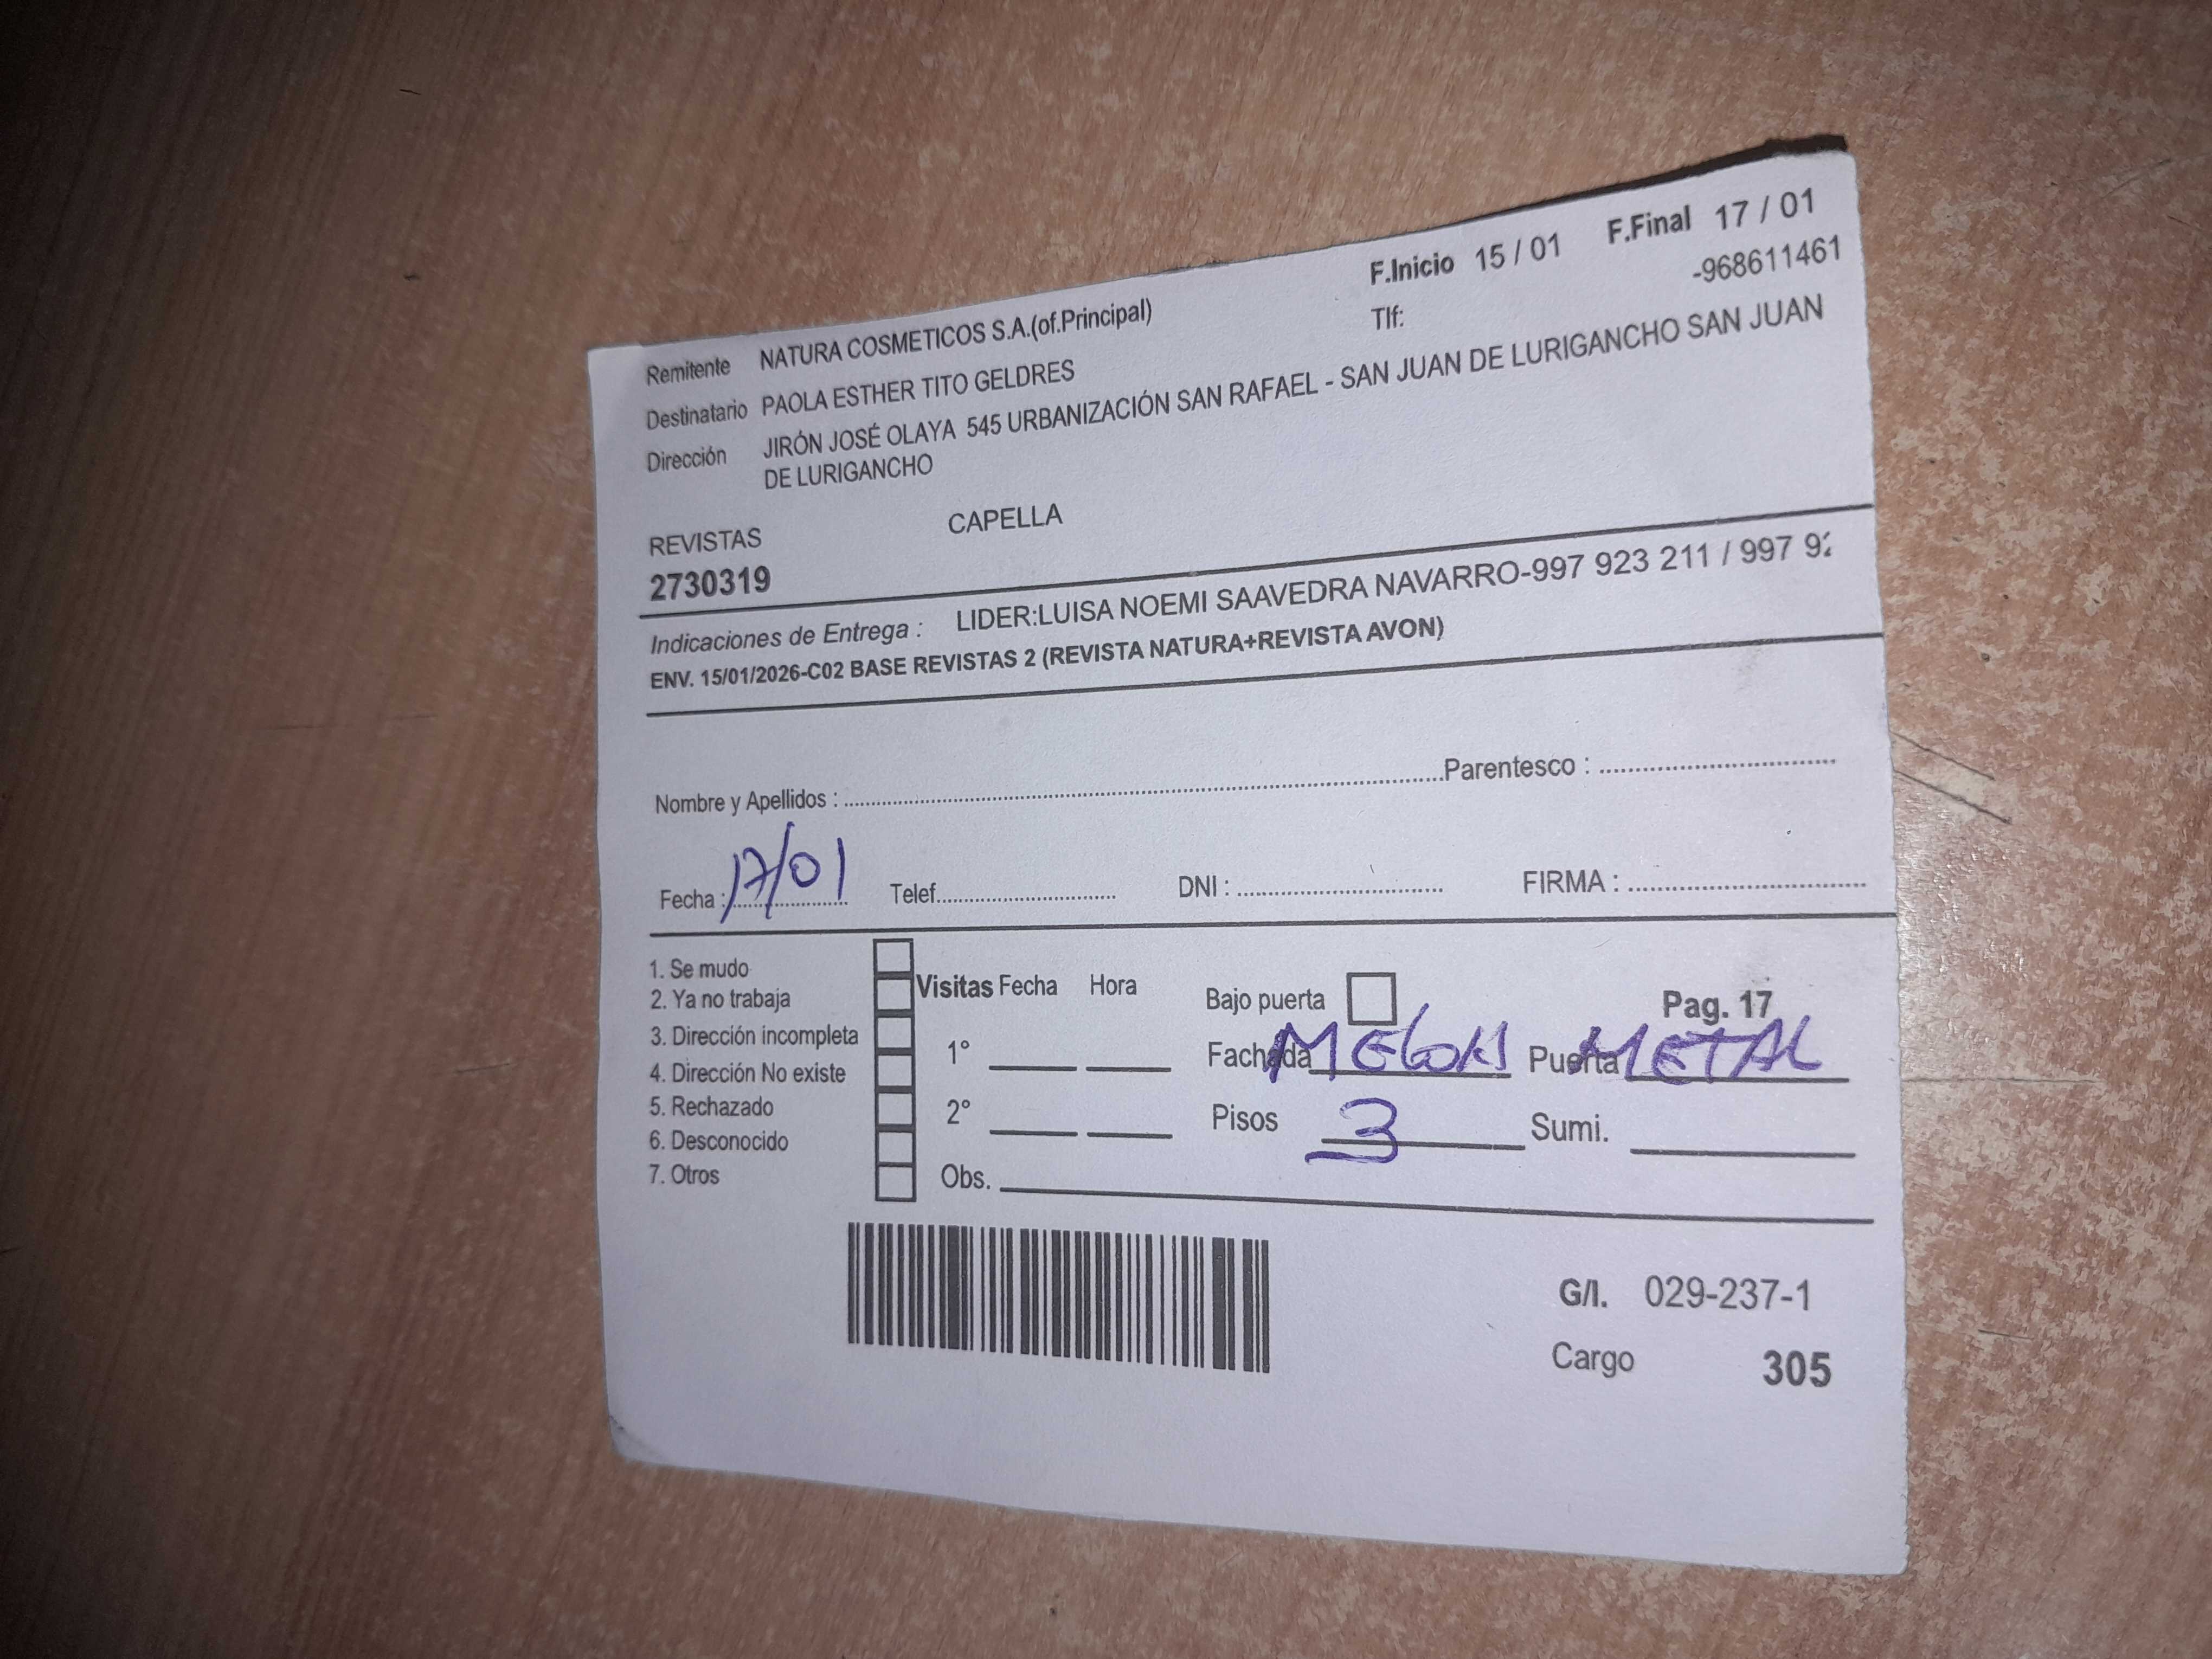 F.Inicio 15 / 01 F.Final 17 / 01
Remitente NATURA COSMETICOS S.A.(of.Principal) Tlf: -968611461
Destinatario PAOLA ESTHER TITO GELDRES
Dirección JIRÓN JOSÉ OLAYA 545 URBANIZACIÓN SAN RAFAEL - SAN JUAN DE LURIGANCHO SAN JUAN
DE LURIGANCHO
REVISTAS CAPELLA
2730319
Indicaciones de Entrega : LIDER:LUISA NOEMI SAAVEDRA NAVARRO-997 923 211 / 997 92
ENV. 15/01/2026-C02 BASE REVISTAS 2 (REVISTA NATURA+REVISTA AVON)
Nombre y Apellidos : Parentesco :
Fecha : 17/01 Telef. DNI : FIRMA :
1. Se mudo
2. Ya no trabaja Visitas Fecha Hora Bajo puerta Pag. 17
3. Dirección incompleta 1° Fachada Puerta METAL
4. Dirección No existe
5. Rechazado 2° Pisos 3 Sumi.
6. Desconocido
7. Otros Obs.
G/I. 029-237-1
Cargo 305